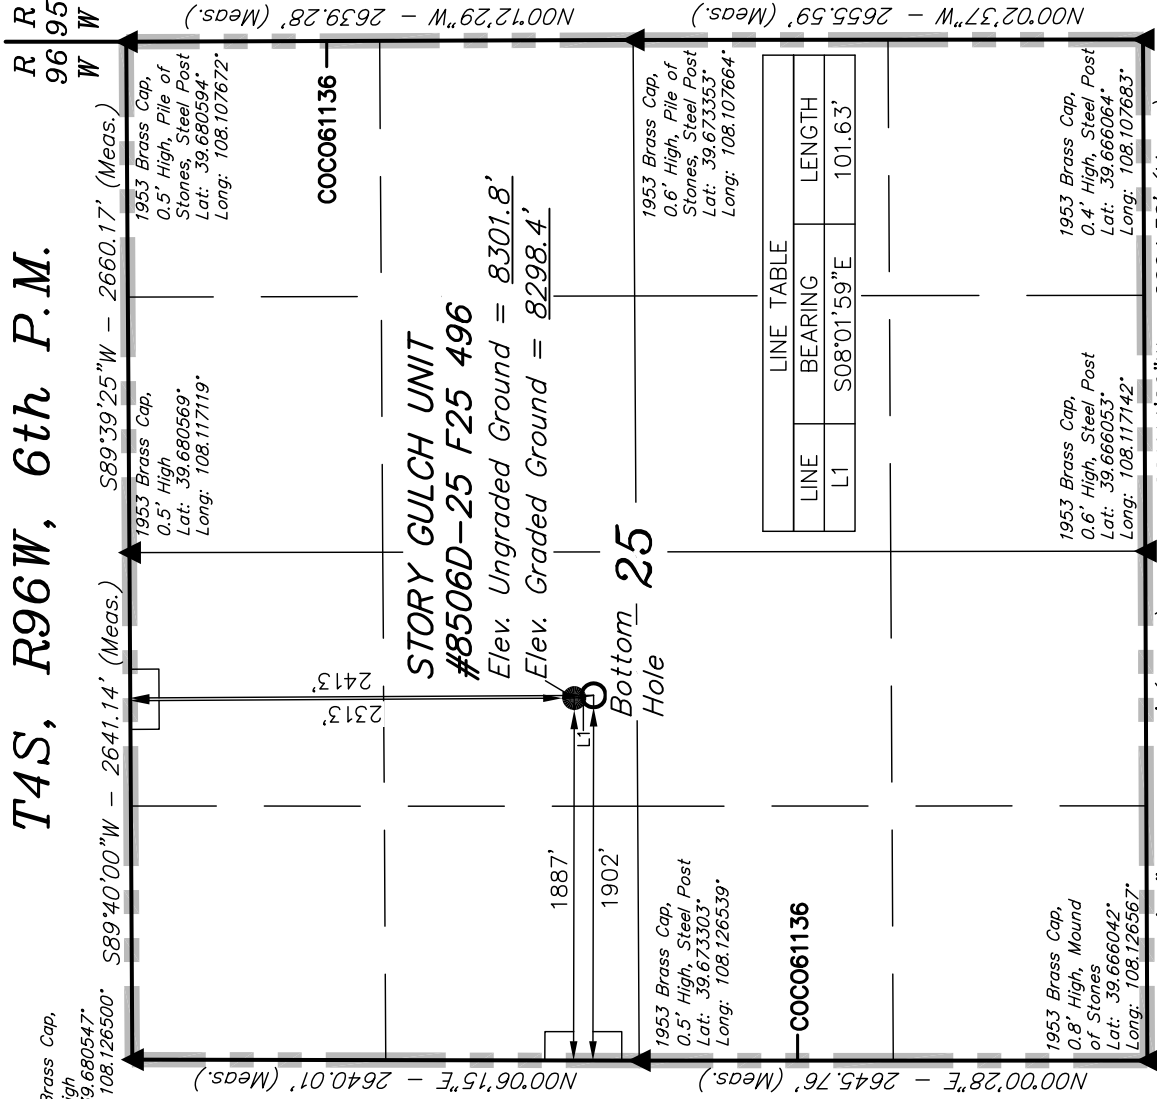 T4S, R96W, 6th P.M.
R R
96 95
W W
Brass Cap,
108.126500°
S89°40'00"W - 2641.14' (Meas.)
S89°39'25"W - 2660.17' (Meas.)
1953 Brass Cap,
0.5' High
Lat: 39.680569°
Long: 108.117119°
1953 Brass Cap,
0.5' High, Pile of
Stones, Steel Post
Lat: 39.680594°
Long: 108.107672°
COC061136
N00°12'29"W - 2639.28' (Meas.)
2413'
2313'
STORY GULCH UNIT
#8506D-25 F25 496
Elev. Ungraded Ground = 8301.8'
Elev. Graded Ground = 8298.4'
L1
Bottom
Hole
25
1887'
1902'
N00°06'15"E - 2640.01' (Meas.)
1953 Brass Cap,
0.5' High, Steel Post
Lat: 39.673303°
Long: 108.126539°
1953 Brass Cap,
0.6' High, Pile of
Stones, Steel Post
Lat: 39.673353°
Long: 108.107664°
LINE TABLE
LINE BEARING LENGTH
L1 S08°01'59"E 101.63'
COC061136
N00°00'28"E - 2645.76' (Meas.)
N00°02'37"W - 2655.59' (Meas.)
1953 Brass Cap,
0.8' High, Mound
of Stones
Lat: 39.666042°
Long: 108.126567°
1953 Brass Cap,
0.6' High, Steel Post
Lat: 39.666053°
Long: 108.117142°
1953 Brass Cap,
0.4' High, Steel Post
Lat: 39.666064°
Long: 108.107683°